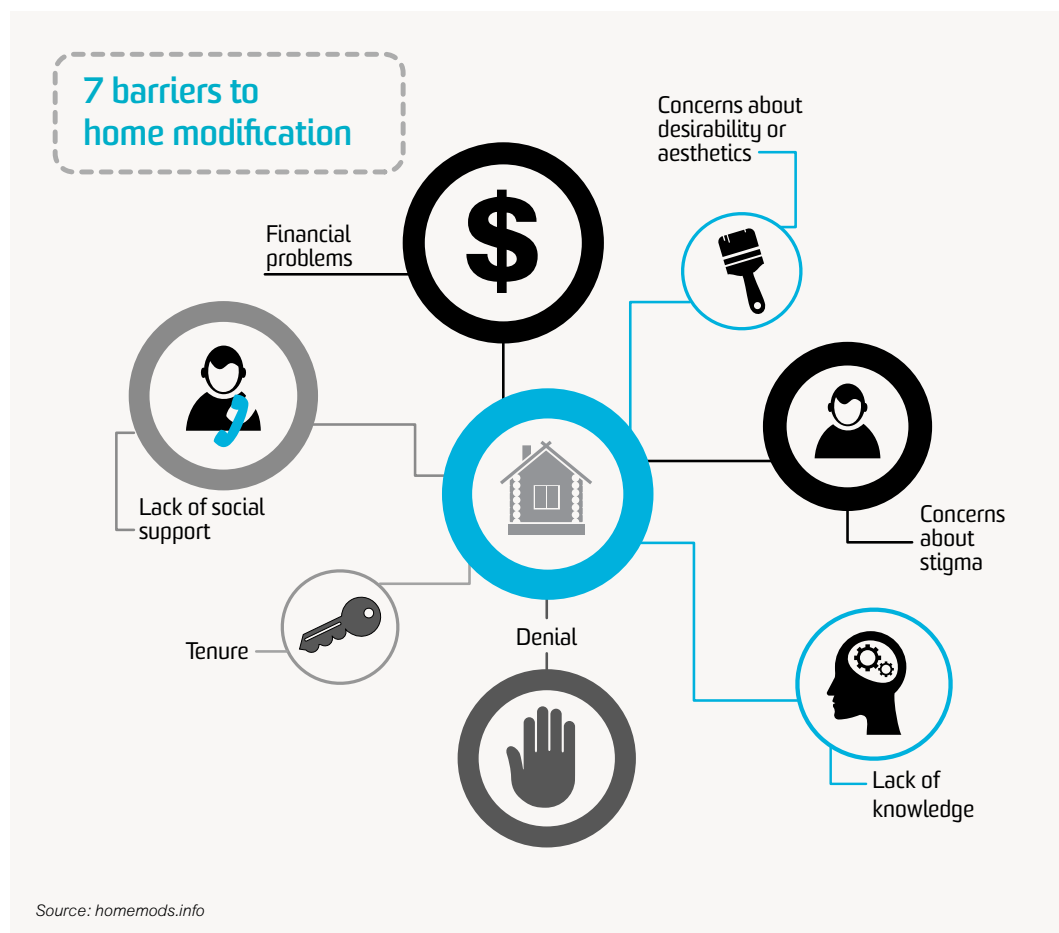 7 barriers to
home modification
Concerns about
desirability or
aesthetics
Financial
problems
$
Lack of social
support
Concerns
about
stigma
Tenure
Denial
Lack of
knowledge
Source: homemods.info